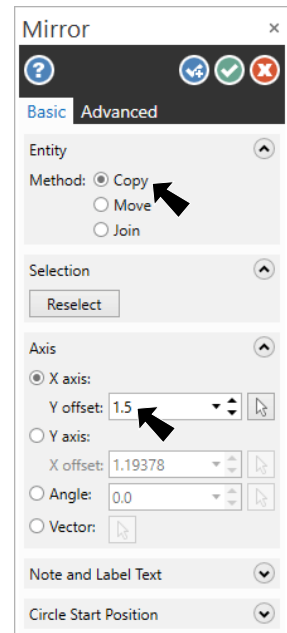 Mirror ×
?
Basic Advanced
Entity
Method: Copy
Move
Join
Selection
Reselect
Axis
X axis:
Y offset: 1.5
Y axis:
X offset: 1.19378
Angle: 0.0
Vector:
Note and Label Text
Circle Start Position